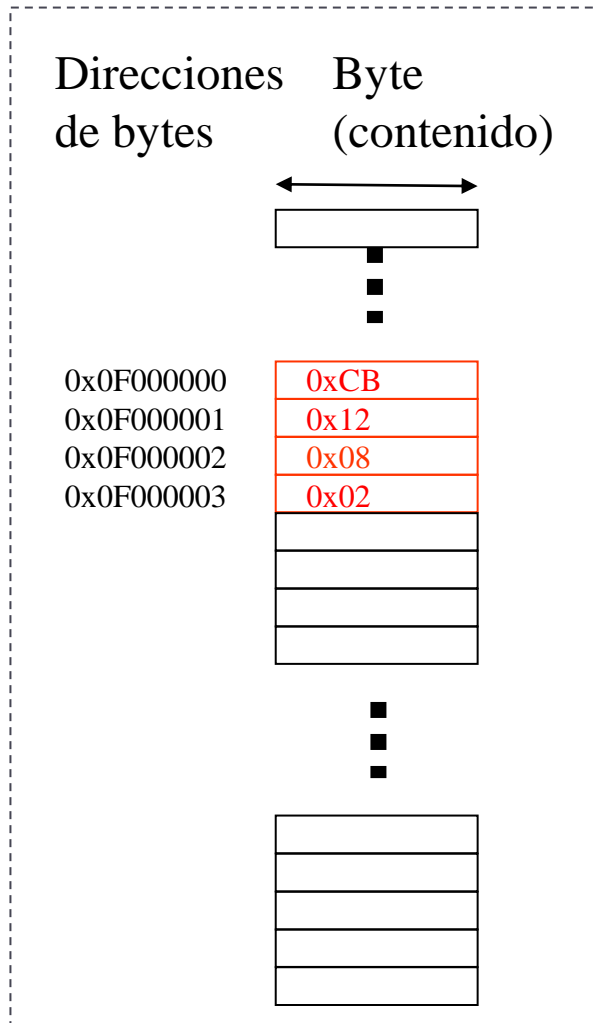 Direcciones Byte
de bytes (contenido)
0x0F000000 0xCB
0x0F000001 0x12
0x0F000002 0x08
0x0F000003 0x02